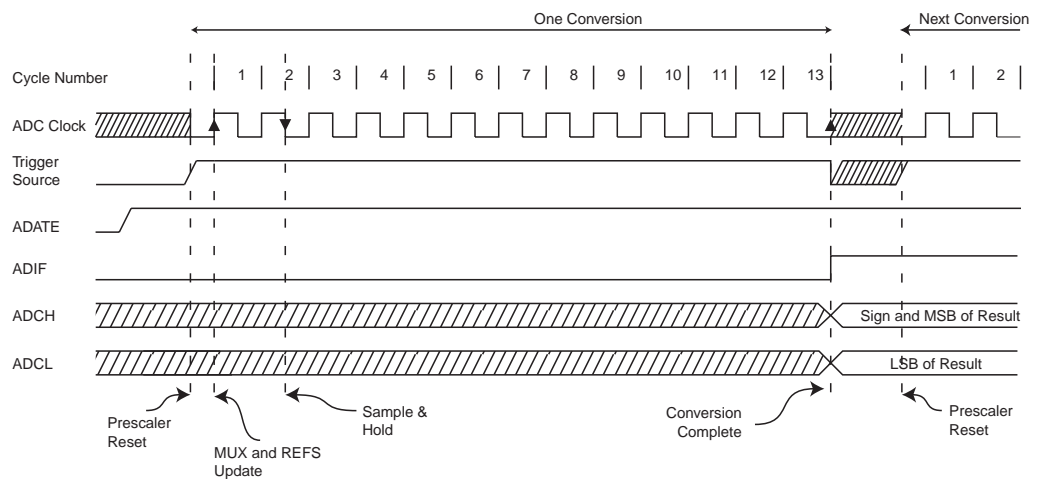 One Conversion
Next Conversion
Cycle Number
1 2 3 4 5 6 7 8 9 10 11 12 13 1 2
ADC Clock
Trigger
Source
ADATE
ADIF
ADCH
Sign and MSB of Result
ADCL
LSB of Result
Prescaler
Reset
MUX and REFS
Update
Sample &
Hold
Conversion
Complete
Prescaler
Reset